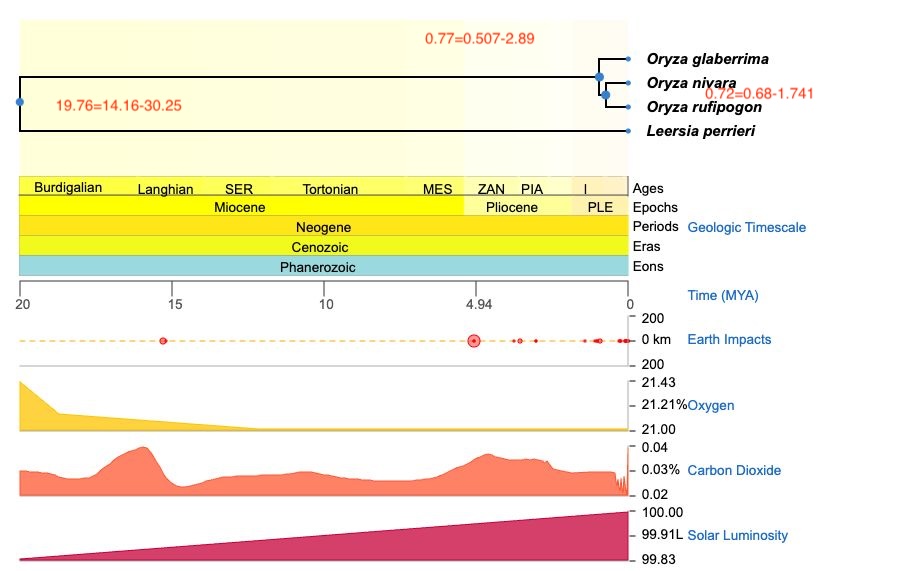 0.77=0.507-2.89
Oryza glaberrima
Oryza nivara
0.72=0.68-1.741
19.76=14.16-30.25
Oryza rufipogon
Leersia perrieri
Burdigalian Langhian SER Tortonian MES ZAN PIA I Ages
Miocene Pliocene PLE Epochs
Neogene Periods Geologic Timescale
Cenozoic Eras
Phanerozoic Eons
Time (MYA)
20 15 10 4.94 0
200
0 km Earth Impacts
200
21.43
21.21% Oxygen
21.00
0.04
0.03% Carbon Dioxide
0.02
100.00
99.91L Solar Luminosity
99.83